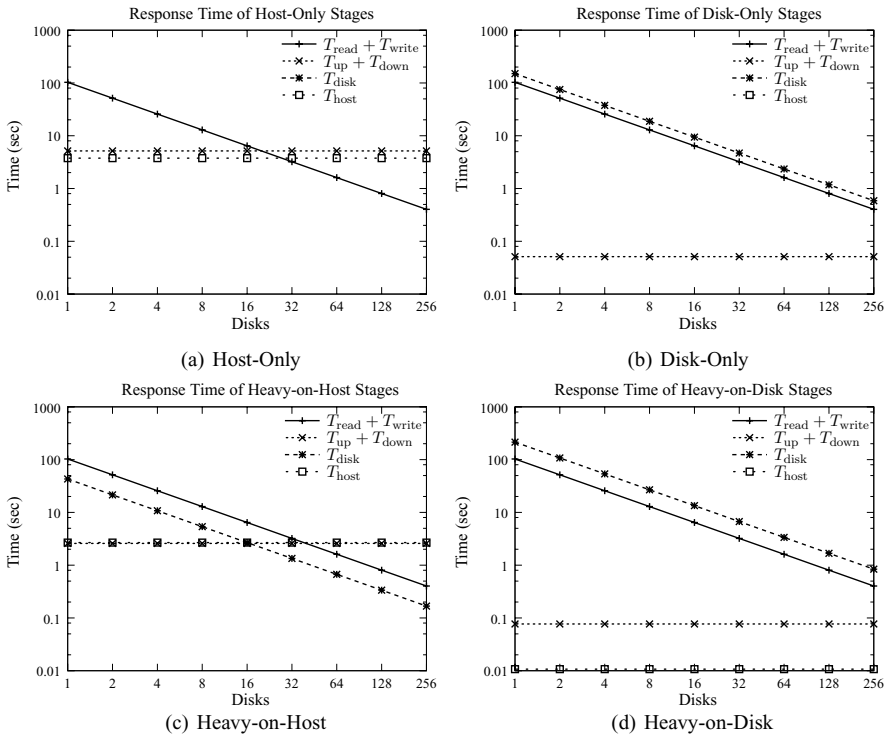 Response Time of Host-Only Stages
1000
100
10
1
0.1
0.01
Time (sec)
T_read + T_write
T_up + T_down
T_disk
T_host
1 2 4 8 16 32 64 128 256
Disks
(a) Host-Only
Response Time of Disk-Only Stages
1000
100
10
1
0.1
0.01
Time (sec)
T_read + T_write
T_up + T_down
T_disk
T_host
1 2 4 8 16 32 64 128 256
Disks
(b) Disk-Only
Response Time of Heavy-on-Host Stages
1000
100
10
1
0.1
0.01
Time (sec)
T_read + T_write
T_up + T_down
T_disk
T_host
1 2 4 8 16 32 64 128 256
Disks
(c) Heavy-on-Host
Response Time of Heavy-on-Disk Stages
1000
100
10
1
0.1
0.01
Time (sec)
T_read + T_write
T_up + T_down
T_disk
T_host
1 2 4 8 16 32 64 128 256
Disks
(d) Heavy-on-Disk